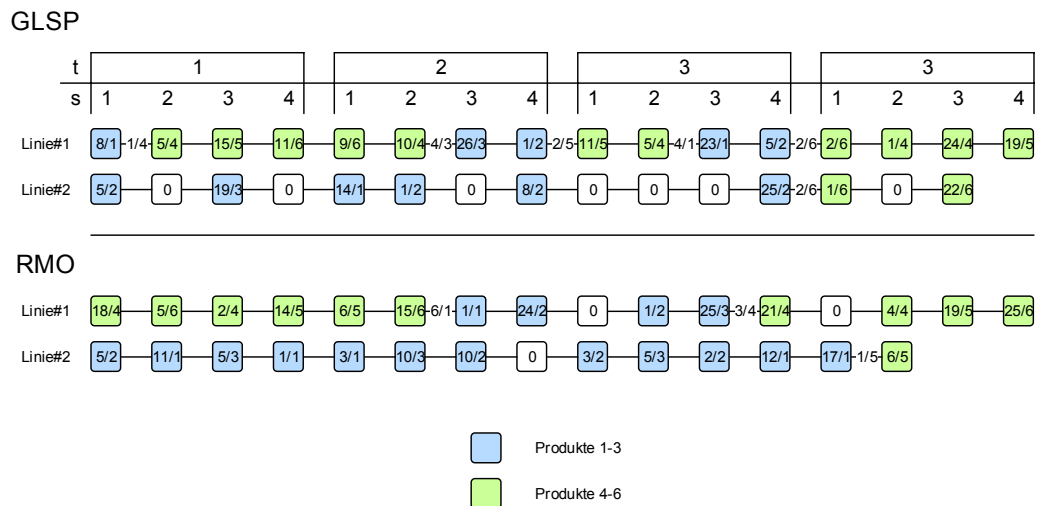 GLSP
t 1 2 3 3
s 1 2 3 4 1 2 3 4 1 2 3 4 1 2 3 4
Linie#1 8/1 1/4 5/4 15/5 11/6 9/6 10/4 4/3 26/3 1/2 2/5 11/5 5/4 4/1 23/1 5/2 2/6 2/6 1/4 24/4 19/5
Linie#2 5/2 0 19/3 0 14/1 1/2 0 8/2 0 0 0 25/2 2/6 1/6 0 22/6
RMO
Linie#1 18/4 5/6 2/4 14/5 6/5 15/6 6/1 1/1 24/2 0 1/2 25/3 3/4 21/4 0 4/4 19/5 25/6
Linie#2 5/2 11/1 5/3 1/1 3/1 10/3 10/2 0 3/2 5/3 2/2 12/1 17/1 1/5 6/5
Produkte 1-3
Produkte 4-6